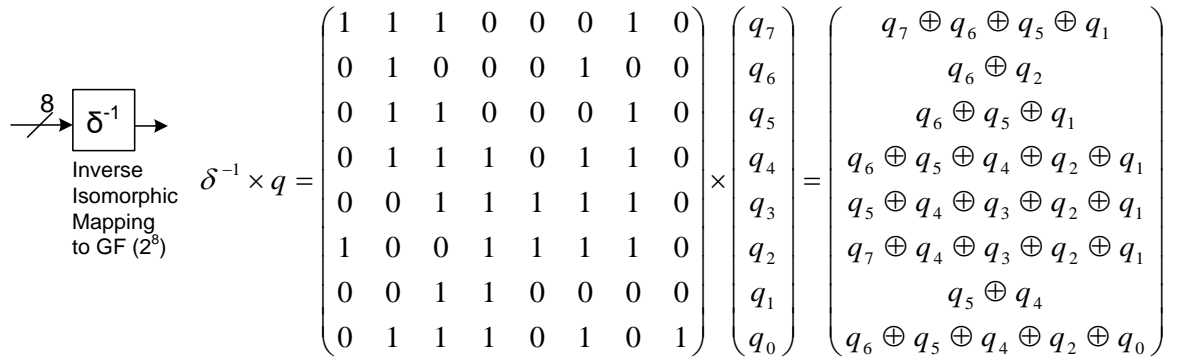 8
δ⁻¹
Inverse
Isomorphic
Mapping
to GF (2⁸)
δ⁻¹ × q =
1 1 1 0 0 0 1 0 q₇ q₇ ⊕ q₆ ⊕ q₅ ⊕ q₁
0 1 0 0 0 1 0 0 q₆ q₆ ⊕ q₂
0 1 1 0 0 0 1 0 q₅ q₆ ⊕ q₅ ⊕ q₁
0 1 1 1 0 1 1 0 q₄ q₆ ⊕ q₅ ⊕ q₄ ⊕ q₂ ⊕ q₁
× =
0 0 1 1 1 1 1 0 q₃ q₅ ⊕ q₄ ⊕ q₃ ⊕ q₂ ⊕ q₁
1 0 0 1 1 1 1 0 q₂ q₇ ⊕ q₄ ⊕ q₃ ⊕ q₂ ⊕ q₁
0 0 1 1 0 0 0 0 q₁ q₅ ⊕ q₄
0 1 1 1 0 1 0 1 q₀ q₆ ⊕ q₅ ⊕ q₄ ⊕ q₂ ⊕ q₀